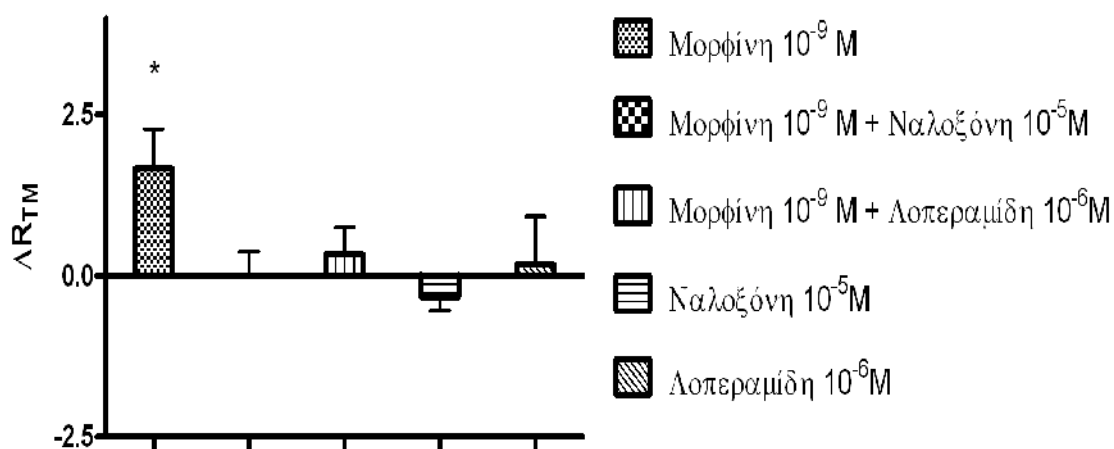 *
2.5
0.0
-2.5
ΔR_TM
Μορφίνη 10⁻⁹ M
Μορφίνη 10⁻⁹ M + Ναλοξόνη 10⁻⁵M
Μορφίνη 10⁻⁹ M + Λοπεραμίδη 10⁻⁶M
Ναλοξόνη 10⁻⁵M
Λοπεραμίδη 10⁻⁶M